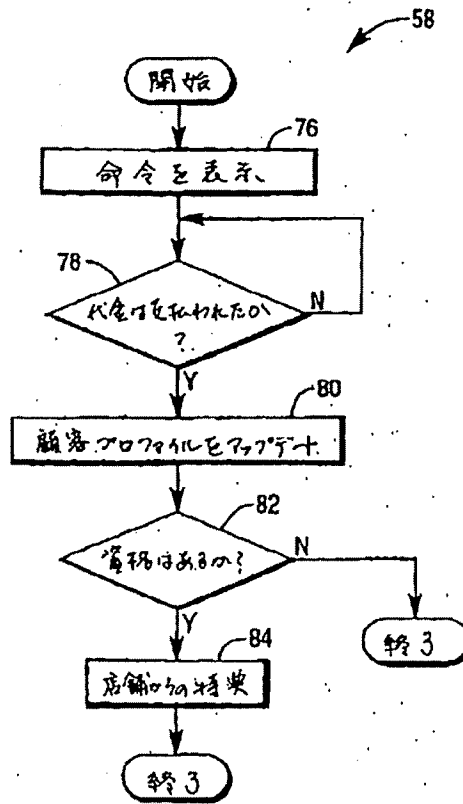 58
開始
76
命令を表示
78
代金は支払われたか
?
N
Y
80
顧客プロファイルをアップデート
82
資格はあるか?
N
Y
84
終了
店舗からの特典
終了